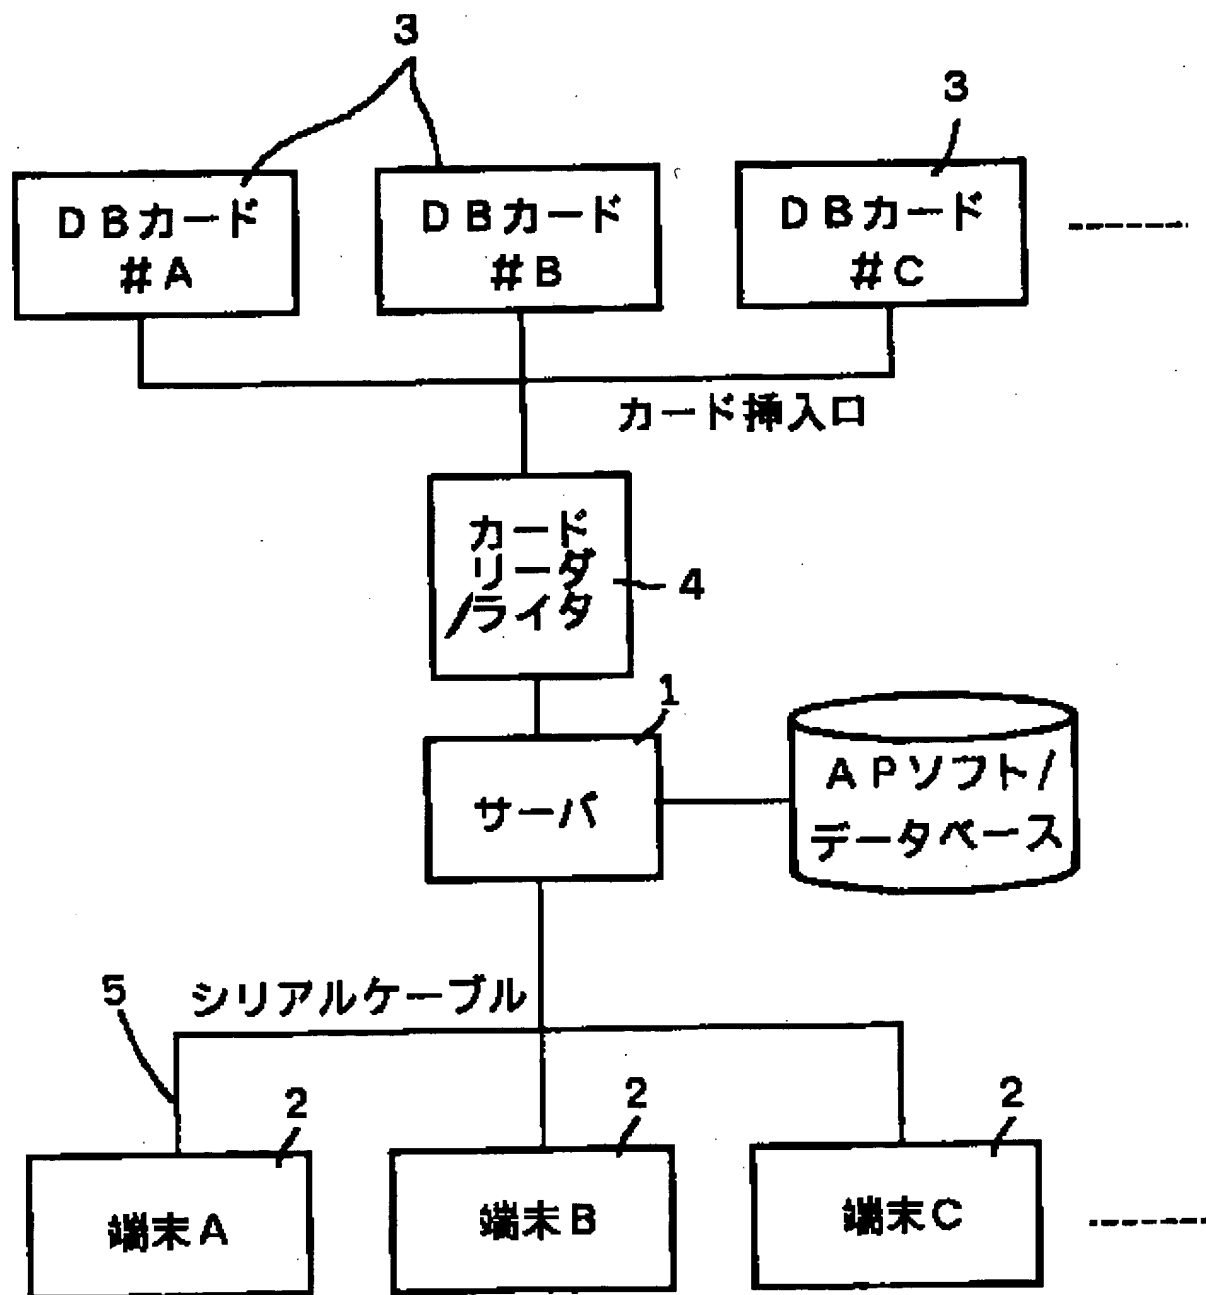 3
3
DBカード
#A
DBカード
#B
DBカード
#C
カード挿入口
カード
リーダ
/ライタ
4
1
サーバ
APソフト/
データベース
5
シリアルケーブル
2
2
2
端末A
端末B
端末C